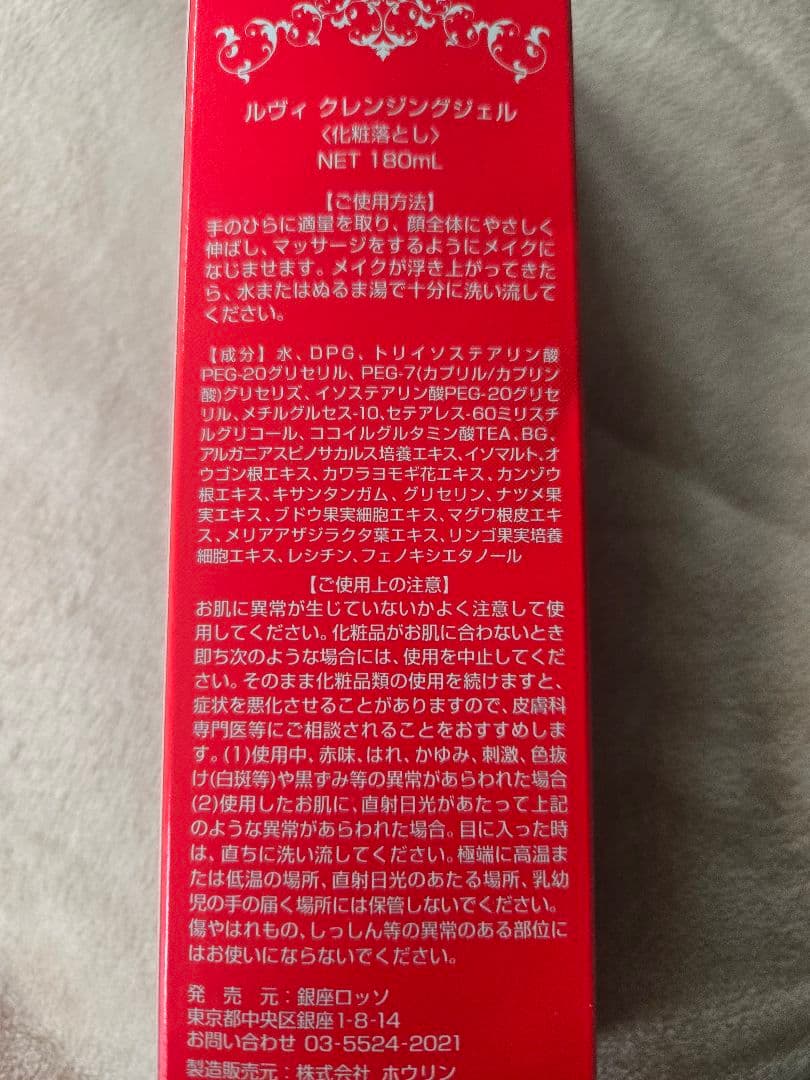 ルヴィ クレンジングジェル
〈化粧落とし〉
NET 180mL
【ご使用方法】
手のひらに適量を取り、顔全体にやさしく
伸ばし、マッサージをするようにメイクに
なじませます。メイクが浮き上がってきた
ら、水またはぬるま湯で十分に洗い流して
ください。
【成分】水、DPG、トリイソステアリン酸
PEG-20グリセリル、PEG-7(カプリル/カプリン
酸)グリセリズ、イソステアリン酸PEG-20グリセ
リル、メチルグルセス-10、セテアレス-60ミリスチ
ルグリコール、ココイルグルタミン酸TEA、BG、
アルガニアスピノサカルス培養エキス、イソマルト、オ
ウゴン根エキス、カワラヨモギ花エキス、カンゾウ
根エキス、キサンタンガム、グリセリン、ナツメ果
実エキス、ブドウ果実細胞エキス、マグワ根皮エキ
ス、メリアアザジラクタ葉エキス、リンゴ果実培養
細胞エキス、レシチン、フェノキシエタノール
【ご使用上の注意】
お肌に異常が生じていないかよく注意して使
用してください。化粧品がお肌に合わないとき
即ち次のような場合には、使用を中止してくだ
さい。そのまま化粧品類の使用を続けますと、
症状を悪化させることがありますので、皮膚科
専門医等にご相談されることをおすすめしま
す。(1)使用中、赤味、はれ、かゆみ、刺激、色抜
け(白斑等)や黒ずみ等の異常があらわれた場合
(2)使用したお肌に、直射日光があたって上記
のような異常があらわれた場合。目に入った時
は、直ちに洗い流してください。極端に高温ま
たは低温の場所、直射日光のあたる場所、乳幼
児の手の届く場所には保管しないでください。
傷やはれもの、しっしん等の異常のある部位に
はお使いにならないでください。
発 売 元：銀座ロッソ
東京都中央区銀座1-8-14
お問い合わせ 03-5524-2021
製造販売元：株式会社 ホウリン